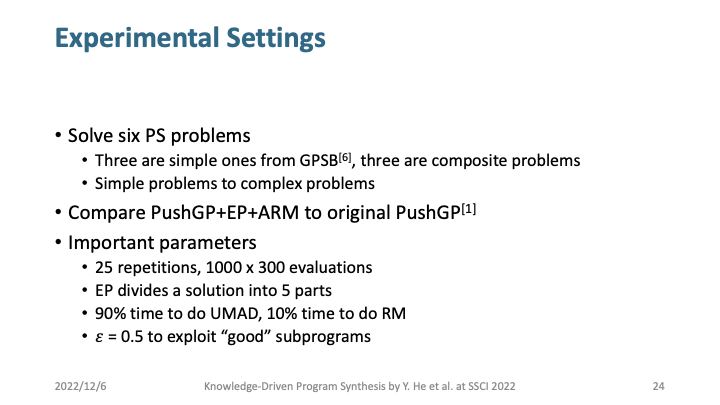 Experimental Settings
• Solve six PS problems
• Three are simple ones from GPSB[6], three are composite problems
• Simple problems to complex problems
• Compare PushGP+EP+ARM to original PushGP[1]
• Important parameters
• 25 repetitions, 1000 x 300 evaluations
• EP divides a solution into 5 parts
• 90% time to do UMAD, 10% time to do RM
• 𝜀 = 0.5 to exploit “good” subprograms
2022/12/6 Knowledge-Driven Program Synthesis by Y. He et al. at SSCI 2022 24